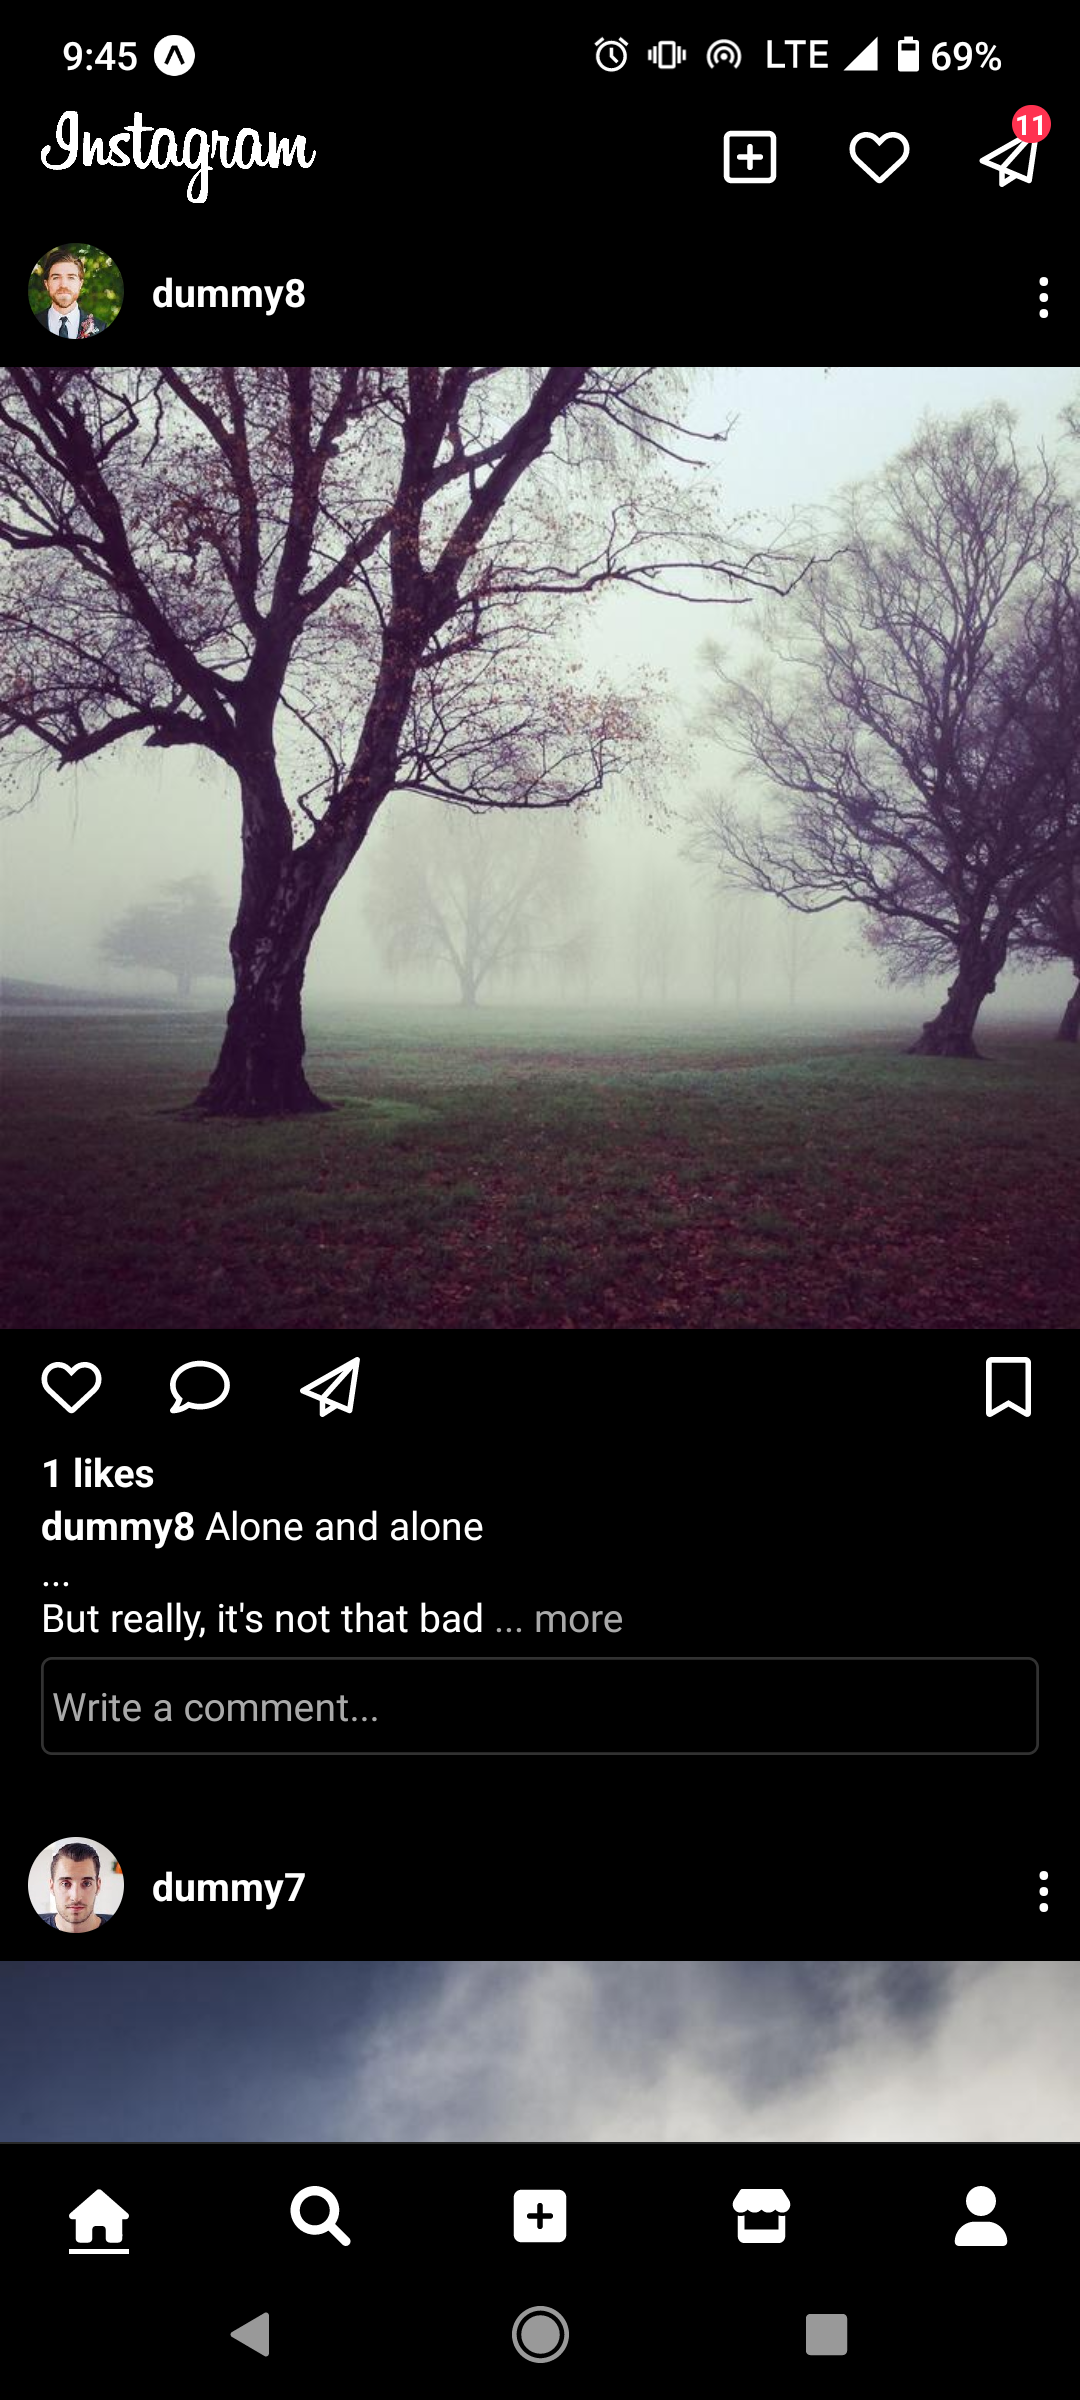 9:45 LTE 69%
Instagram 11
dummy8
1 likes
dummy8 Alone and alone
...
But really, it's not that bad ... more
Write a comment...
dummy7